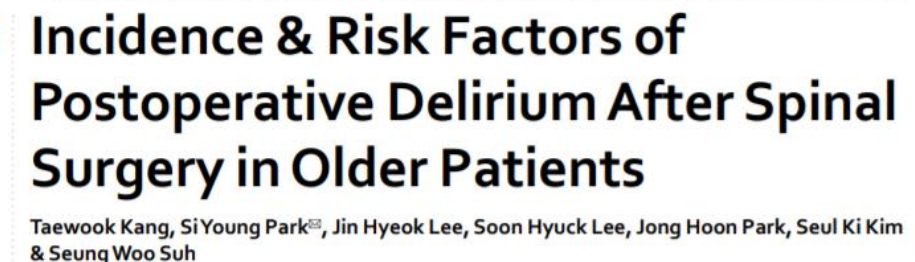 Incidence & Risk Factors of
Postoperative Delirium After Spinal
Surgery in Older Patients
Taewook Kang, Si Young Park✉, Jin Hyeok Lee, Soon Hyuck Lee, Jong Hoon Park, Seul Ki Kim
& Seung Woo Suh